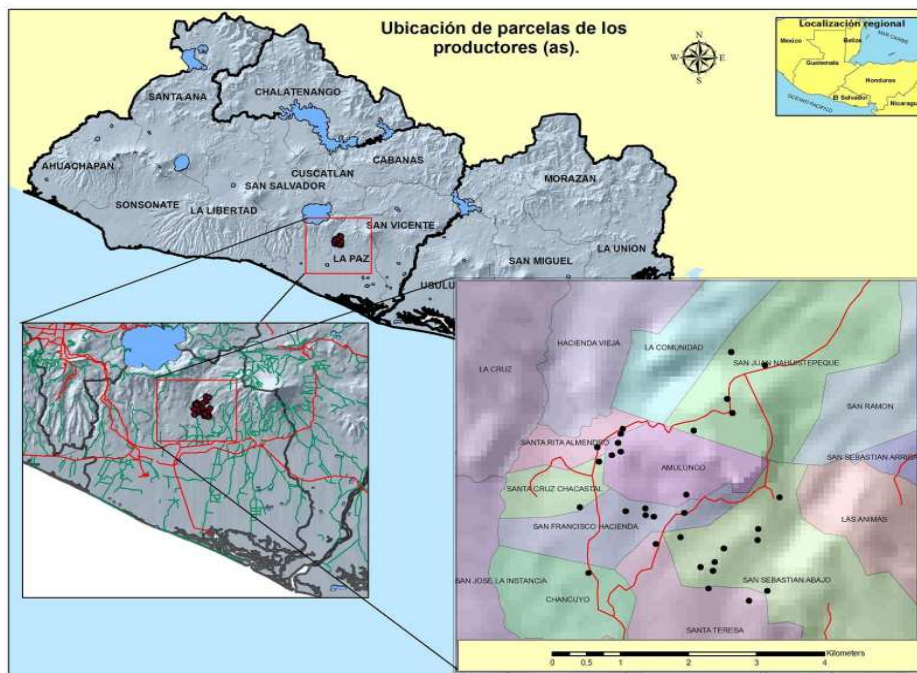 Ubicación de parcelas de los
productores (as).
Localización regional
MAR CARIBE
Mexico
Belize
Guatemala
Honduras
El Salvador
Nicaragua
OCEANO PACIFICO
N
W
E
S
SANTA ANA
CHALATENANGO
AHUACHAPAN
CUSCATLAN
CABANAS
SAN SALVADOR
MORAZAN
SONSONATE
LA LIBERTAD
SAN VICENTE
LA UNION
LA PAZ
SAN MIGUEL
USULU
HACIENDA VIEJA
LA COMUNIDAD
SAN JUAN NAHUISTEPEQUE
LA CRUZ
SAN RAMON
SANTA RITA ALMENDRO
SAN SEBASTIAN ARRIBA
AMULUNCO
SANTA CRUZ CHACASTAL
LAS ANIMAS
SAN FRANCISCO HACIENDA
SAN JOSE LA INSTANCIA
SAN SEBASTIAN ABAJO
CHANCUYO
SANTA TERESA
Kilometers
0 0.5 1 2 3 4